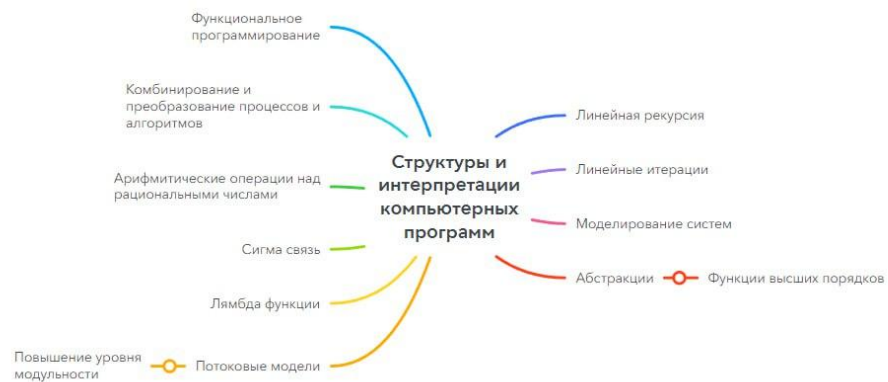 Функциональное
программирование
Комбинирование и
преобразование процессов и
алгоритмов
Арифмитические операции над
рациональными числами
Сигма связь
Лямбда функции
Повышение уровня
модульности
Потоковые модели
Структуры и
интерпретации
компьютерных
программ
Линейная рекурсия
Линейные итерации
Моделирование систем
Абстракции
Функции высших порядков